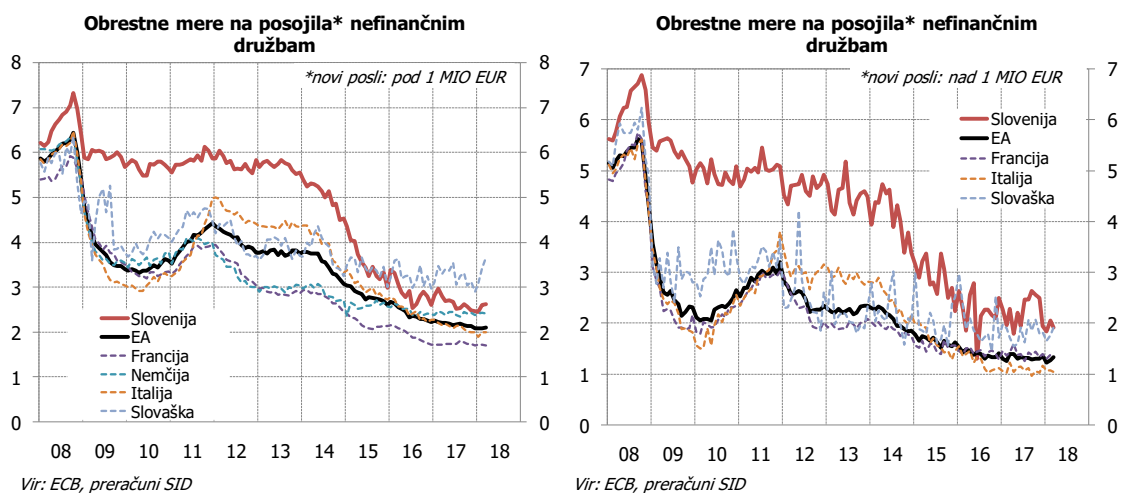 Obrestne mere na posojila* nefinančnim
družbam
*novi posli: pod 1 MIO EUR
8 8
7 7
6 6
5 5
4 4
3 3
2 2
1 1
0 0
Slovenija
EA
Francija
Nemčija
Italija
Slovaška
08 09 10 11 12 13 14 15 16 17 18
Vir: ECB, preračuni SID
Obrestne mere na posojila* nefinančnim
družbam
*novi posli: nad 1 MIO EUR
7 7
6 6
5 5
4 4
3 3
2 2
1 1
0 0
Slovenija
EA
Francija
Italija
Slovaška
08 09 10 11 12 13 14 15 16 17 18
Vir: ECB, preračuni SID